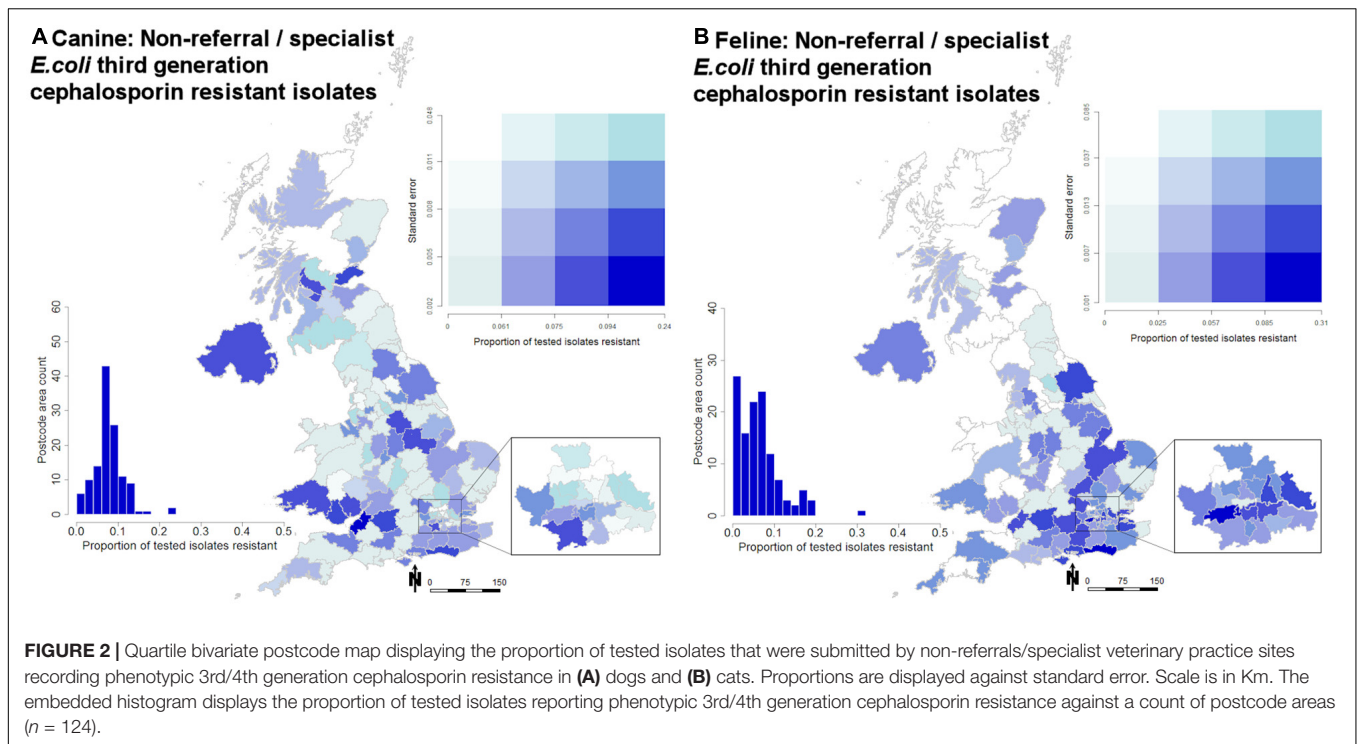 A Canine: Non-referral / specialist
E.coli third generation
cephalosporin resistant isolates
Standard error
0.048
0.011
0.008
0.005
0.002
0
0.061
0.075
0.094
0.24
Proportion of tested isolates resistant
Postcode area count
60
50
40
30
20
10
0
0.0
0.1
0.2
0.3
0.4
0.5
Proportion of tested isolates resistant
N
0
75
150
B Feline: Non-referral / specialist
E.coli third generation
cephalosporin resistant isolates
Standard error
0.085
0.037
0.013
0.007
0.001
0
0.025
0.057
0.085
0.31
Proportion of tested isolates resistant
Postcode area count
40
30
20
10
0
0.0
0.1
0.2
0.3
0.4
0.5
Proportion of tested isolates resistant
N
0
75
150
FIGURE 2 | Quartile bivariate postcode map displaying the proportion of tested isolates that were submitted by non-referrals/specialist veterinary practice sites
recording phenotypic 3rd/4th generation cephalosporin resistance in (A) dogs and (B) cats. Proportions are displayed against standard error. Scale is in Km. The
embedded histogram displays the proportion of tested isolates reporting phenotypic 3rd/4th generation cephalosporin resistance against a count of postcode areas
(n = 124).